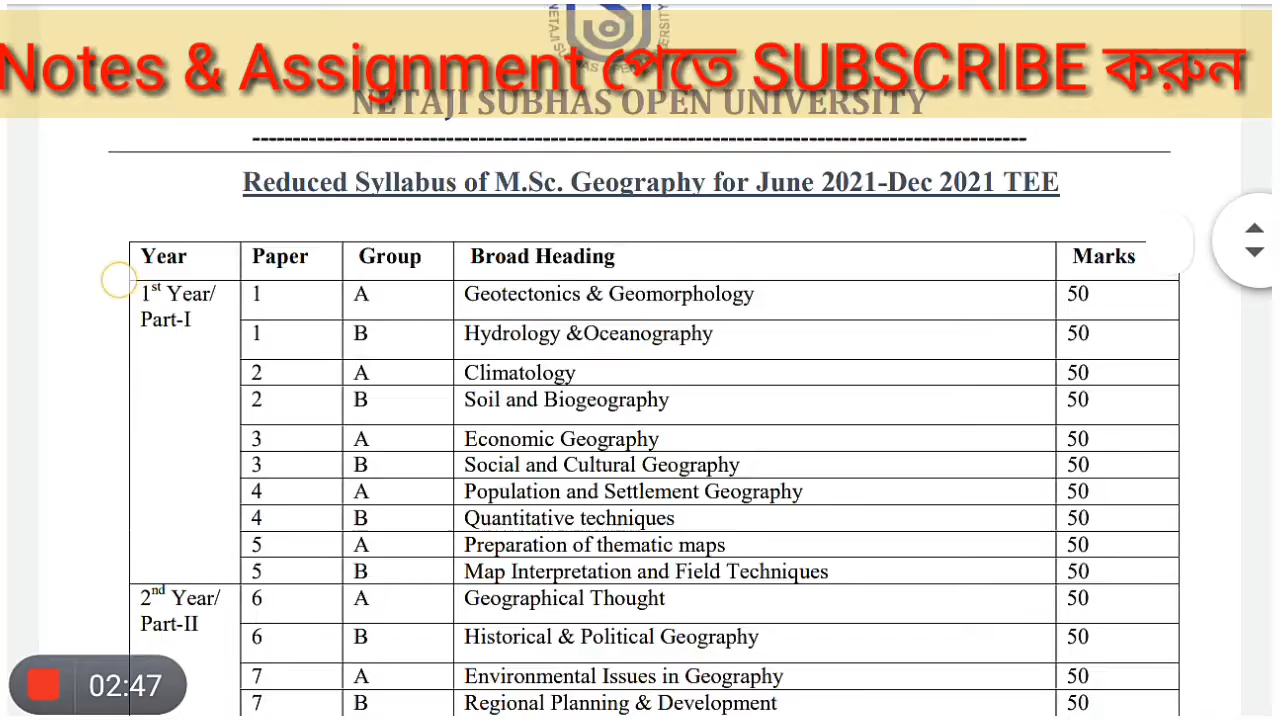 Notes & Assignment পেতে SUBSCRIBE করুন
NETAJI SUBHAS OPEN UNIVERSITY
Reduced Syllabus of M.Sc. Geography for June 2021-Dec 2021 TEE
Year Paper Group Broad Heading Marks
1st Year/ Part-I 1 A Geotectonics & Geomorphology 50
1 B Hydrology &Oceanography 50
2 A Climatology 50
2 B Soil and Biogeography 50
3 A Economic Geography 50
3 B Social and Cultural Geography 50
4 A Population and Settlement Geography 50
4 B Quantitative techniques 50
5 A Preparation of thematic maps 50
5 B Map Interpretation and Field Techniques 50
2nd Year/ Part-II 6 A Geographical Thought 50
6 B Historical & Political Geography 50
7 A Environmental Issues in Geography 50
7 B Regional Planning & Development 50
02:47